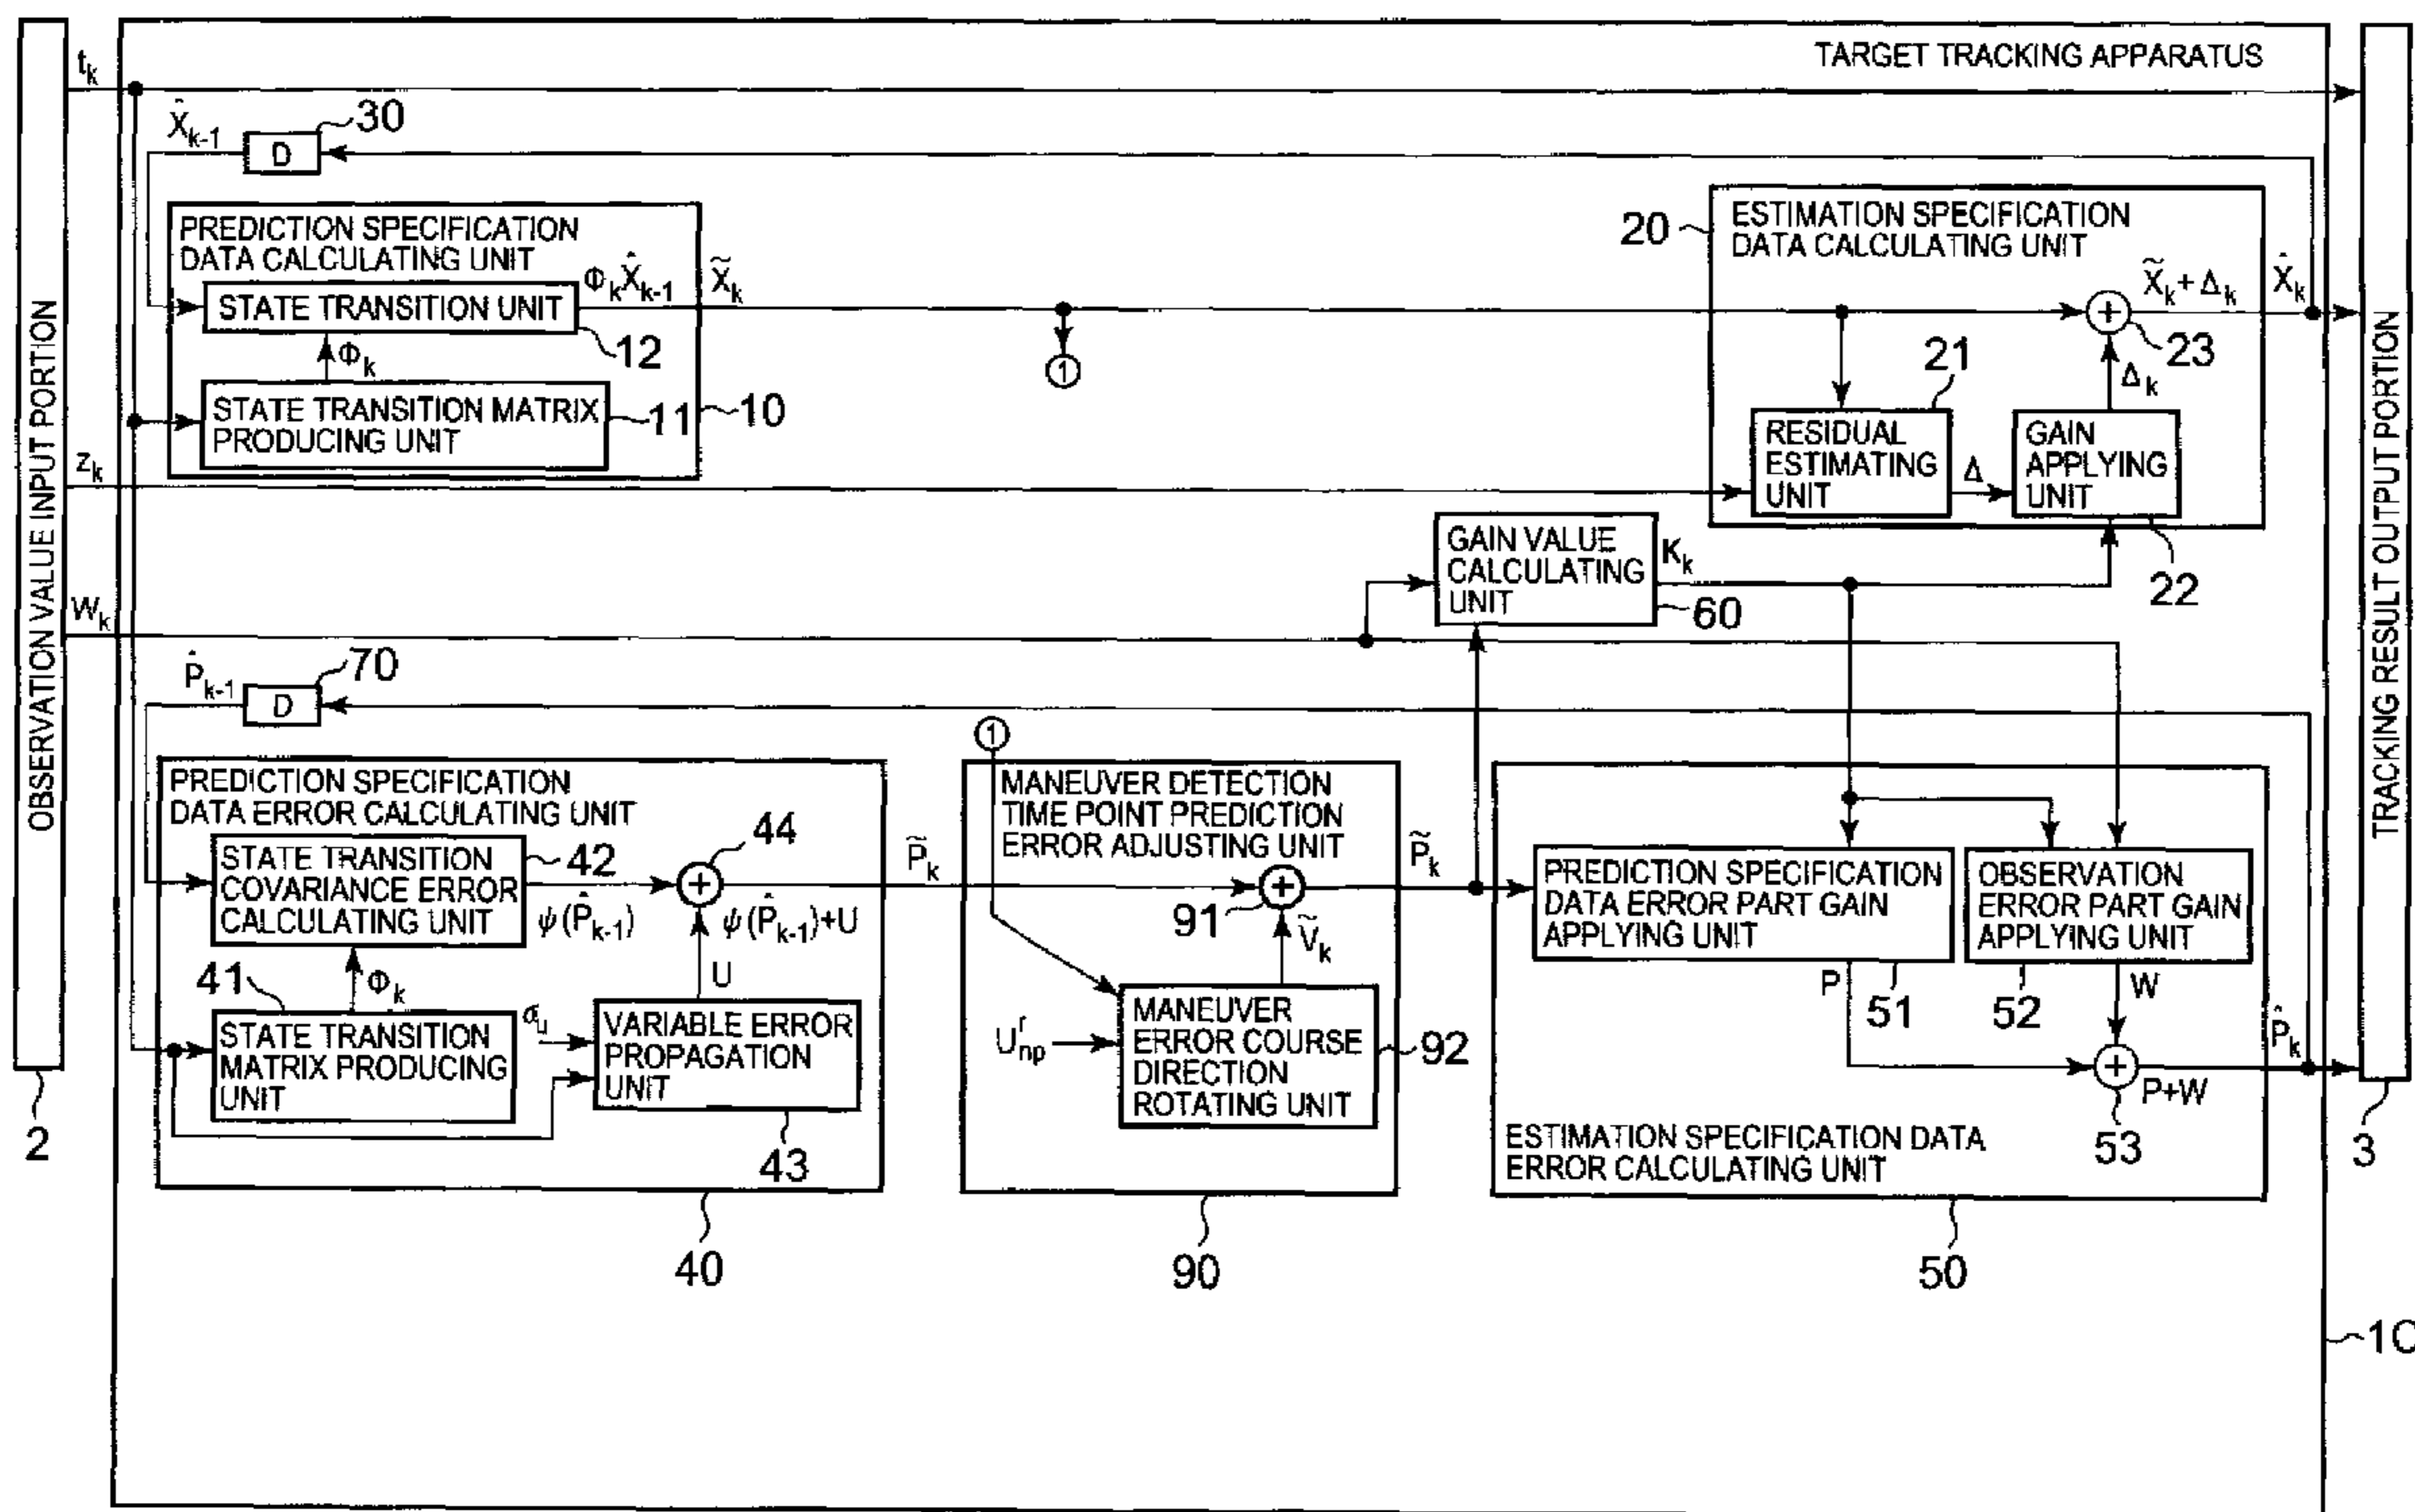 TARGET TRACKING APPARATUS
OBSERVATION VALUE INPUT PORTION
2
t_k
X̂_{k-1}
D
30
PREDICTION SPECIFICATION
DATA CALCULATING UNIT
STATE TRANSITION UNIT
Φ_k X̂_{k-1}
X̃_k
12
Φ_k
STATE TRANSITION MATRIX
PRODUCING UNIT
11
10
1
20
ESTIMATION SPECIFICATION
DATA CALCULATING UNIT
X̃_k+Δ_k
X̂_k
+
23
21
Δ_k
RESIDUAL
ESTIMATING
UNIT
Δ
GAIN
APPLYING
UNIT
22
z_k
W_k
GAIN VALUE
CALCULATING
UNIT
K_k
60
P̂_{k-1}
D
70
PREDICTION SPECIFICATION
DATA ERROR CALCULATING UNIT
STATE TRANSITION
COVARIANCE ERROR
CALCULATING UNIT
42
ψ(P̂_{k-1})
+
44
ψ(P̂_{k-1})+U
41
Φ_k
U
STATE TRANSITION
MATRIX PRODUCING
UNIT
σ_u
VARIABLE ERROR
PROPAGATION
UNIT
43
40
P̃_k
1
MANEUVER DETECTION
TIME POINT PREDICTION
ERROR ADJUSTING UNIT
+
91
Ṽ_k
U^r_{np}
MANEUVER
ERROR COURSE
DIRECTION
ROTATING UNIT
92
90
P̃_k
PREDICTION SPECIFICATION
DATA ERROR PART GAIN
APPLYING UNIT
OBSERVATION
ERROR PART GAIN
APPLYING UNIT
P
51
52
W
+
P+W
53
P̂_k
ESTIMATION SPECIFICATION DATA
ERROR CALCULATING UNIT
50
TRACKING RESULT OUTPUT PORTION
3